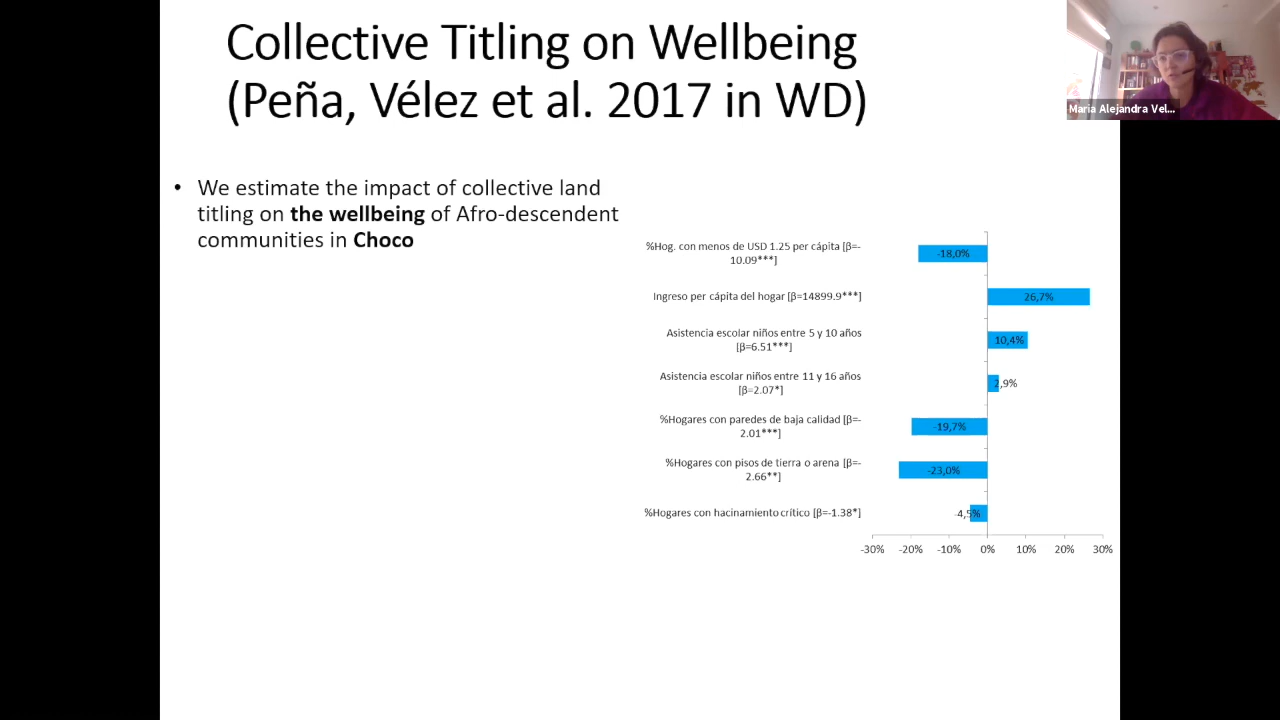 Collective Titling on Wellbeing
(Peña, Vélez et al. 2017 in WD)
Maria Alejandra Vel...
• We estimate the impact of collective land
titling on the wellbeing of Afro-descendent
communities in Choco
%Hog. con menos de USD 1.25 per cápita [β=-
10.09***]
-18,0%
Ingreso per cápita del hogar [β=14899.9***]
26,7%
Asistencia escolar niños entre 5 y 10 años
[β=6.51***]
10,4%
Asistencia escolar niños entre 11 y 16 años
[β=2.07*]
2,9%
%Hogares con paredes de baja calidad [β=-
2.01***]
-19,7%
%Hogares con pisos de tierra o arena [β=-
2.66**]
-23,0%
%Hogares con hacinamiento crítico [β=-1.38*]
-4,5%
-30% -20% -10% 0% 10% 20% 30%